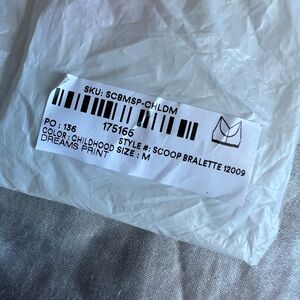 SKU: SCBMSP-CHLDM
175165
PO : 136
STYLE #: SCOOP BRALETTE 12009
COLOR : CHILDHOOD DREAMS PRINT
SIZE : M